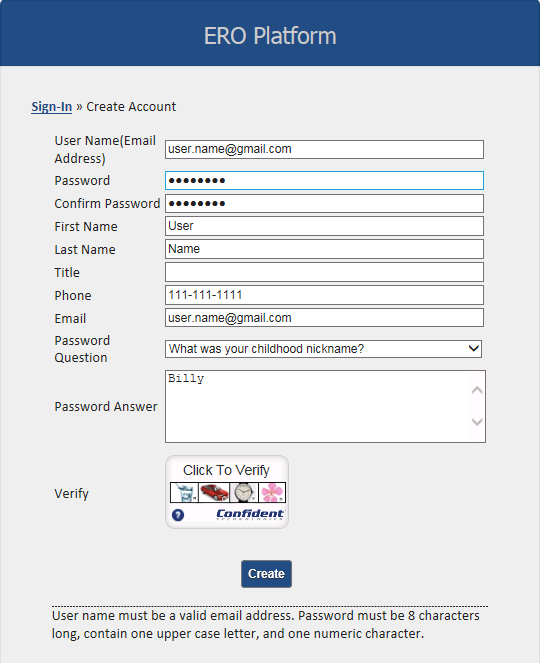 ERO Platform
Sign-In » Create Account
User Name(Email
Address)
user.name@gmail.com
Password
●●●●●●●●
Confirm Password
●●●●●●●●
First Name
User
Last Name
Name
Title
Phone
111-111-1111
Email
user.name@gmail.com
Password
Question
What was your childhood nickname?
Password Answer
Billy
Verify
Click To Verify
?
Confident
Technologies
Create
User name must be a valid email address. Password must be 8 characters
long, contain one upper case letter, and one numeric character.